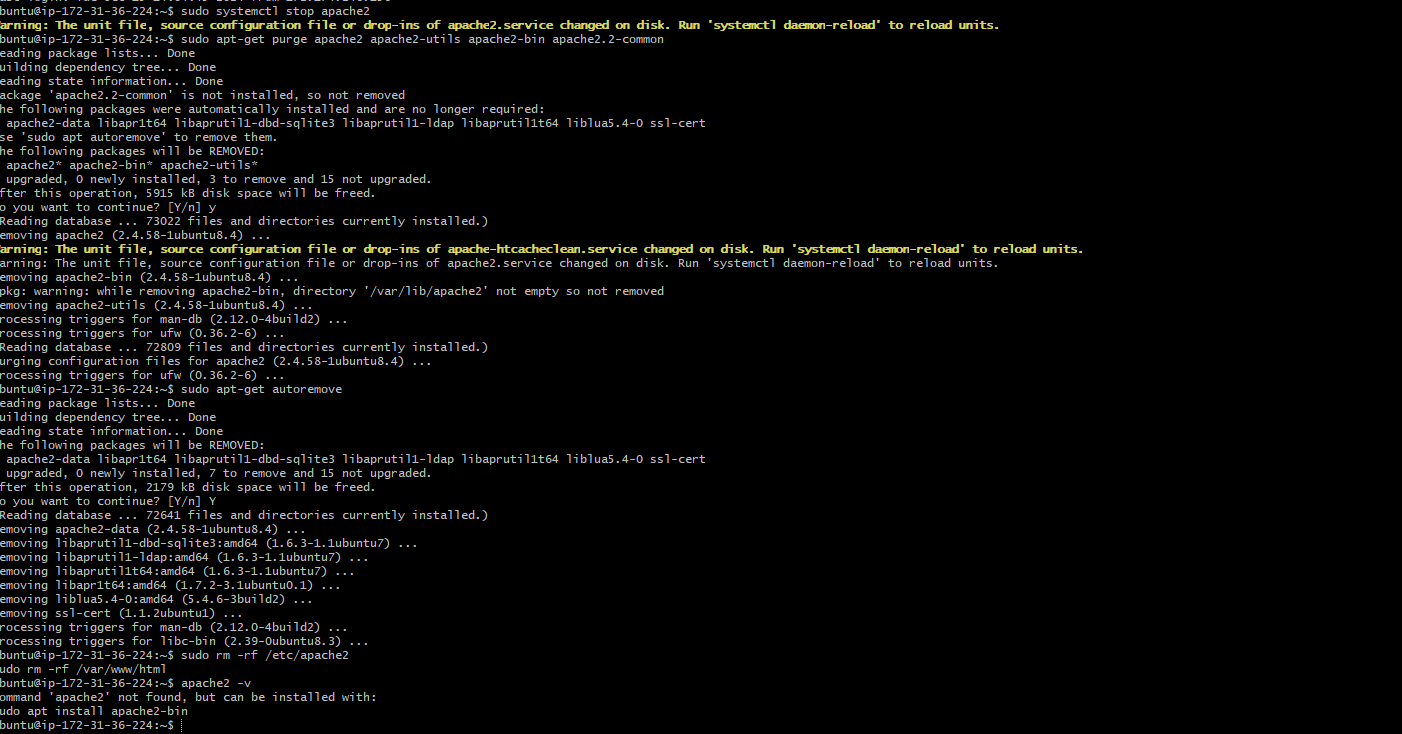 ubuntu@ip-172-31-36-224:~$ sudo systemctl stop apache2
arning: The unit file, source configuration file or drop-ins of apache2.service changed on disk. Run 'systemctl daemon-reload' to reload units.
buntu@ip-172-31-36-224:~$ sudo apt-get purge apache2 apache2-utils apache2-bin apache2.2-common
eading package lists... Done
uilding dependency tree... Done
eading state information... Done
ackage 'apache2.2-common' is not installed, so not removed
he following packages were automatically installed and are no longer required:
apache2-data libapr1t64 libaprutil1-dbd-sqlite3 libaprutil1-ldap libaprutil1t64 liblua5.4-0 ssl-cert
se 'sudo apt autoremove' to remove them.
he following packages will be REMOVED:
apache2* apache2-bin* apache2-utils*
upgraded, 0 newly installed, 3 to remove and 15 not upgraded.
fter this operation, 5915 kB disk space will be freed.
o you want to continue? [Y/n] y
Reading database ... 73022 files and directories currently installed.)
emoving apache2 (2.4.58-1ubuntu8.4) ...
arning: The unit file, source configuration file or drop-ins of apache-htcacheclean.service changed on disk. Run 'systemctl daemon-reload' to reload units.
arning: The unit file, source configuration file or drop-ins of apache2.service changed on disk. Run 'systemctl daemon-reload' to reload units.
emoving apache2-bin (2.4.58-1ubuntu8.4) ...
pkg: warning: while removing apache2-bin, directory '/var/lib/apache2' not empty so not removed
emoving apache2-utils (2.4.58-1ubuntu8.4) ...
rocessing triggers for man-db (2.12.0-4build2) ...
rocessing triggers for ufw (0.36.2-6) ...
Reading database ... 72809 files and directories currently installed.)
urging configuration files for apache2 (2.4.58-1ubuntu8.4) ...
rocessing triggers for ufw (0.36.2-6) ...
buntu@ip-172-31-36-224:~$ sudo apt-get autoremove
eading package lists... Done
uilding dependency tree... Done
eading state information... Done
he following packages will be REMOVED:
apache2-data libapr1t64 libaprutil1-dbd-sqlite3 libaprutil1-ldap libaprutil1t64 liblua5.4-0 ssl-cert
upgraded, 0 newly installed, 7 to remove and 15 not upgraded.
fter this operation, 2179 kB disk space will be freed.
o you want to continue? [Y/n] Y
Reading database ... 72641 files and directories currently installed.)
emoving apache2-data (2.4.58-1ubuntu8.4) ...
emoving libaprutil1-dbd-sqlite3:amd64 (1.6.3-1.1ubuntu7) ...
emoving libaprutil1-ldap:amd64 (1.6.3-1.1ubuntu7) ...
emoving libaprutil1t64:amd64 (1.6.3-1.1ubuntu7) ...
emoving libapr1t64:amd64 (1.7.2-3.1ubuntu0.1) ...
emoving liblua5.4-0:amd64 (5.4.6-3build2) ...
emoving ssl-cert (1.1.2ubuntu1) ...
rocessing triggers for man-db (2.12.0-4build2) ...
rocessing triggers for libc-bin (2.39-0ubuntu8.3) ...
buntu@ip-172-31-36-224:~$ sudo rm -rf /etc/apache2
udo rm -rf /var/www/html
buntu@ip-172-31-36-224:~$ apache2 -v
ommand 'apache2' not found, but can be installed with:
udo apt install apache2-bin
buntu@ip-172-31-36-224:~$